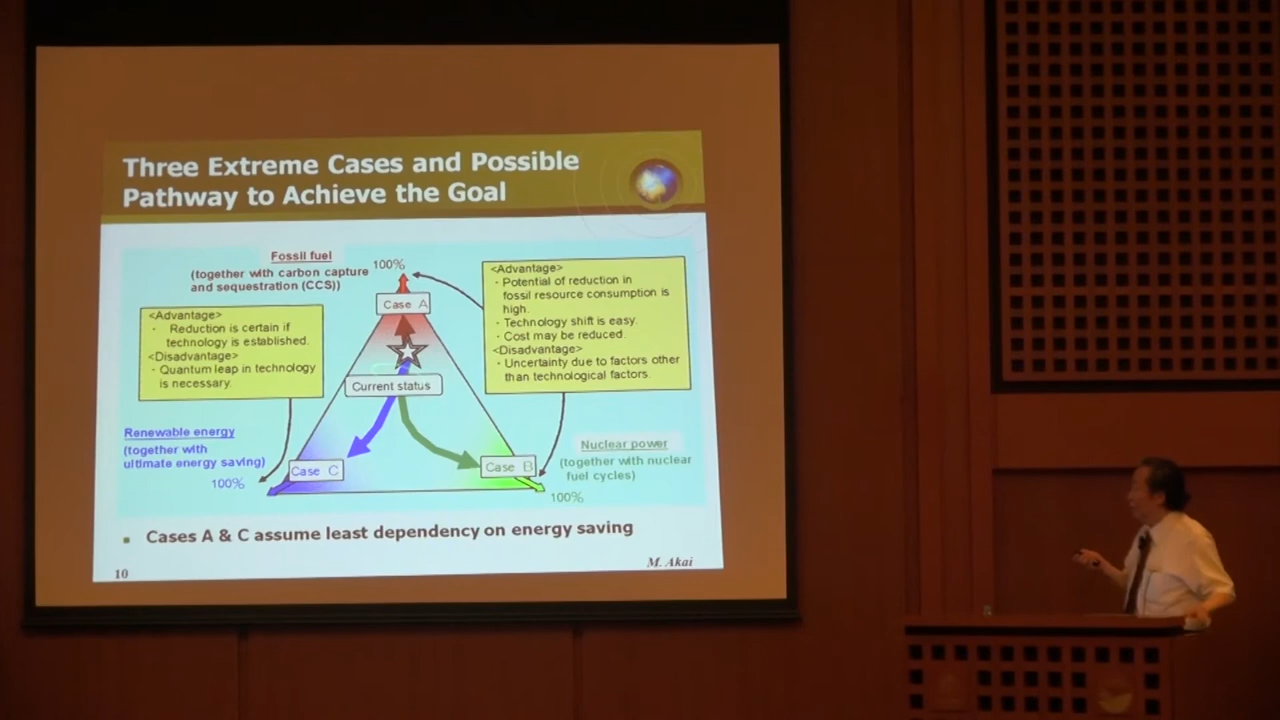 Three Extreme Cases and Possible
Pathway to Achieve the Goal
Fossil fuel
(together with carbon capture
and sequestration (CCS))
100%
Case A
<Advantage>
· Reduction is certain if
technology is established.
<Disadvantage>
· Quantum leap in technology
is necessary.
<Advantage>
· Potential of reduction in
fossil resource consumption is
high.
· Technology shift is easy.
· Cost may be reduced.
<Disadvantage>
· Uncertainty due to factors other
than technological factors.
Current status
Renewable energy
(together with
ultimate energy saving)
100%
Case C
Case B
Nuclear power
(together with nuclear
fuel cycles)
100%
▪ Cases A & C assume least dependency on energy saving
10
M. Akai